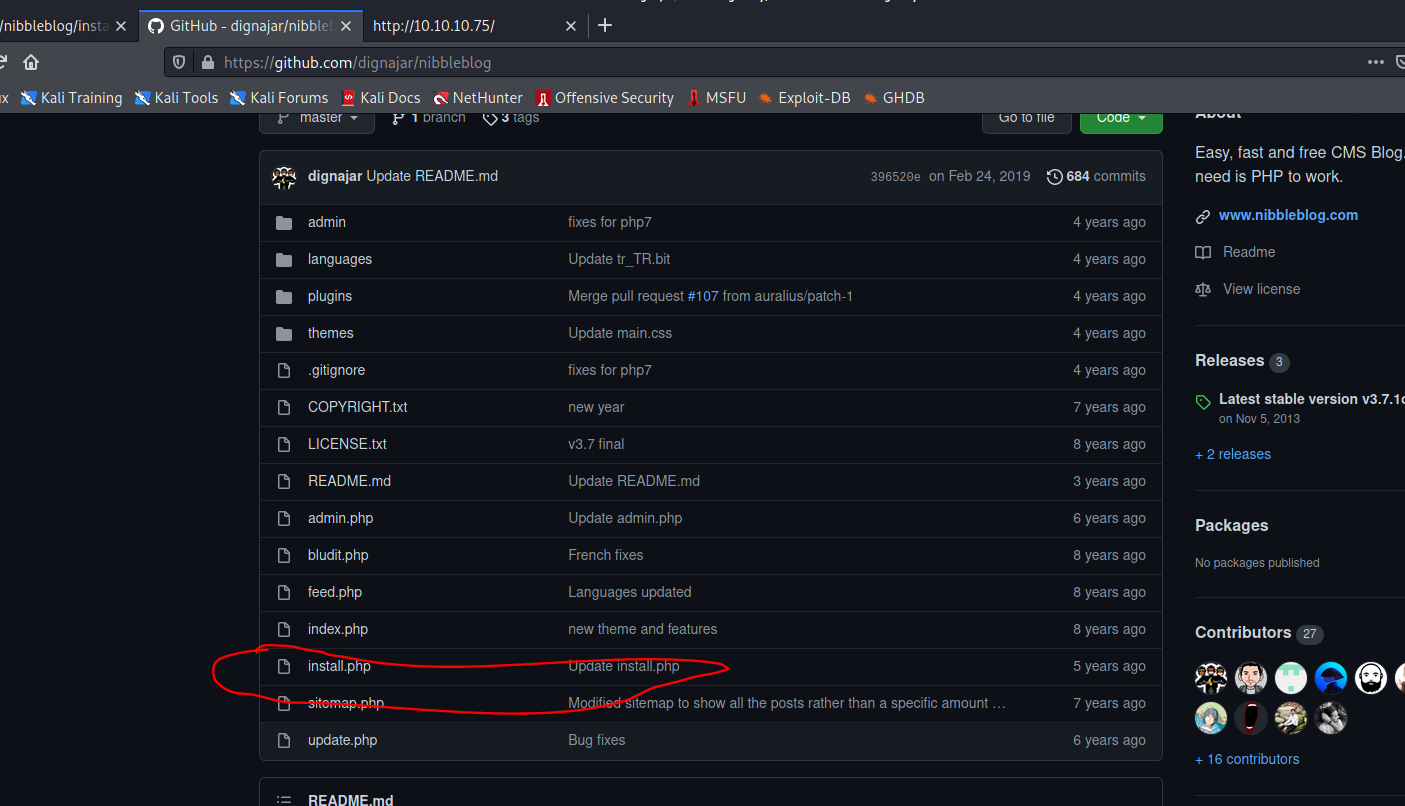 /nibbleblog/insta GitHub - dignajar/nibbleb http://10.10.10.75/
https://github.com/dignajar/nibbleblog
ux Kali Training Kali Tools Kali Forums Kali Docs NetHunter Offensive Security MSFU Exploit-DB GHDB
master 1 branch 3 tags Go to file Code About
Easy, fast and free CMS Blog.
need is PHP to work.
dignajar Update README.md 396520e on Feb 24, 2019 684 commits
www.nibbleblog.com
admin fixes for php7 4 years ago
Readme
languages Update tr_TR.bit 4 years ago
View license
plugins Merge pull request #107 from auralius/patch-1 4 years ago
themes Update main.css 4 years ago
Releases 3
.gitignore fixes for php7 4 years ago
Latest stable version v3.7.1c
COPYRIGHT.txt new year 7 years ago
on Nov 5, 2013
LICENSE.txt v3.7 final 8 years ago
+ 2 releases
README.md Update README.md 3 years ago
admin.php Update admin.php 6 years ago
Packages
bludit.php French fixes 8 years ago
No packages published
feed.php Languages updated 8 years ago
index.php new theme and features 8 years ago
Contributors 27
install.php Update install.php 5 years ago
sitemap.php Modified sitemap to show all the posts rather than a specific amount … 7 years ago
update.php Bug fixes 6 years ago
+ 16 contributors
README.md